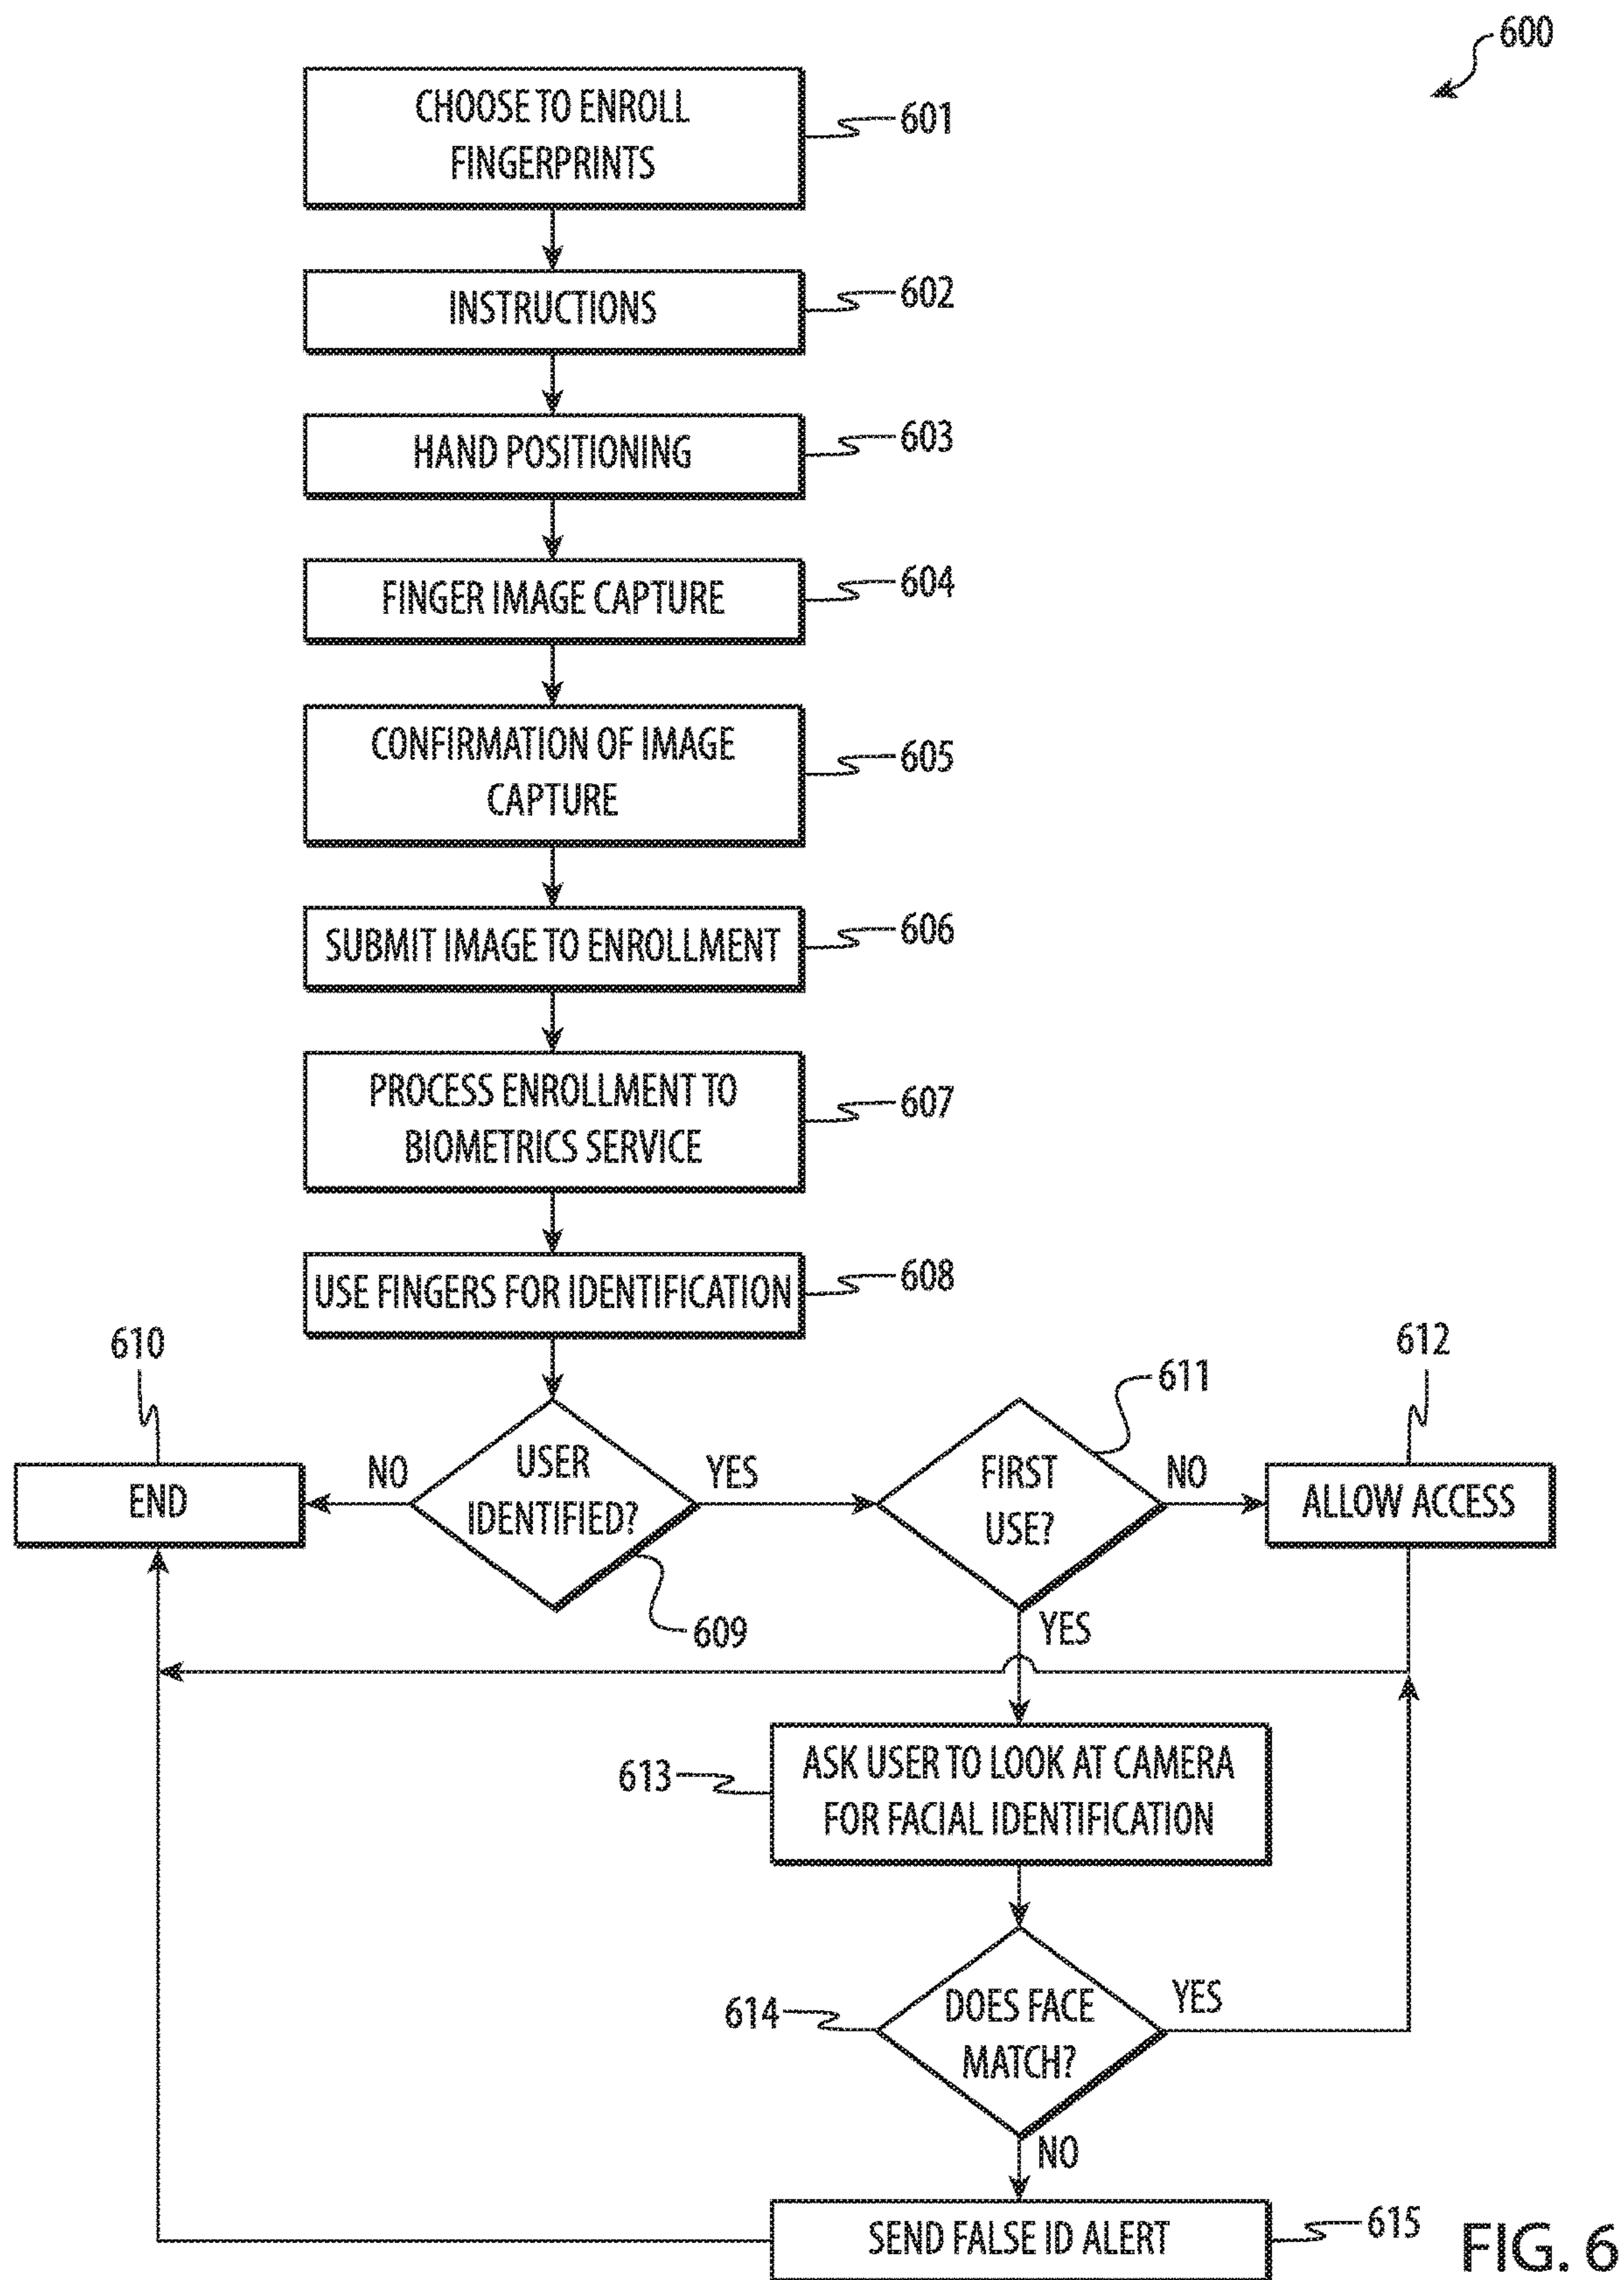 600
CHOOSE TO ENROLL
FINGERPRINTS
601
INSTRUCTIONS
602
HAND POSITIONING
603
FINGER IMAGE CAPTURE
604
CONFIRMATION OF IMAGE
CAPTURE
605
SUBMIT IMAGE TO ENROLLMENT
606
PROCESS ENROLLMENT TO
BIOMETRICS SERVICE
607
USE FINGERS FOR IDENTIFICATION
608
610
END
NO
USER
IDENTIFIED?
609
YES
FIRST
USE?
611
NO
612
ALLOW ACCESS
YES
613
ASK USER TO LOOK AT CAMERA
FOR FACIAL IDENTIFICATION
614
DOES FACE
MATCH?
YES
NO
SEND FALSE ID ALERT
615
FIG. 6